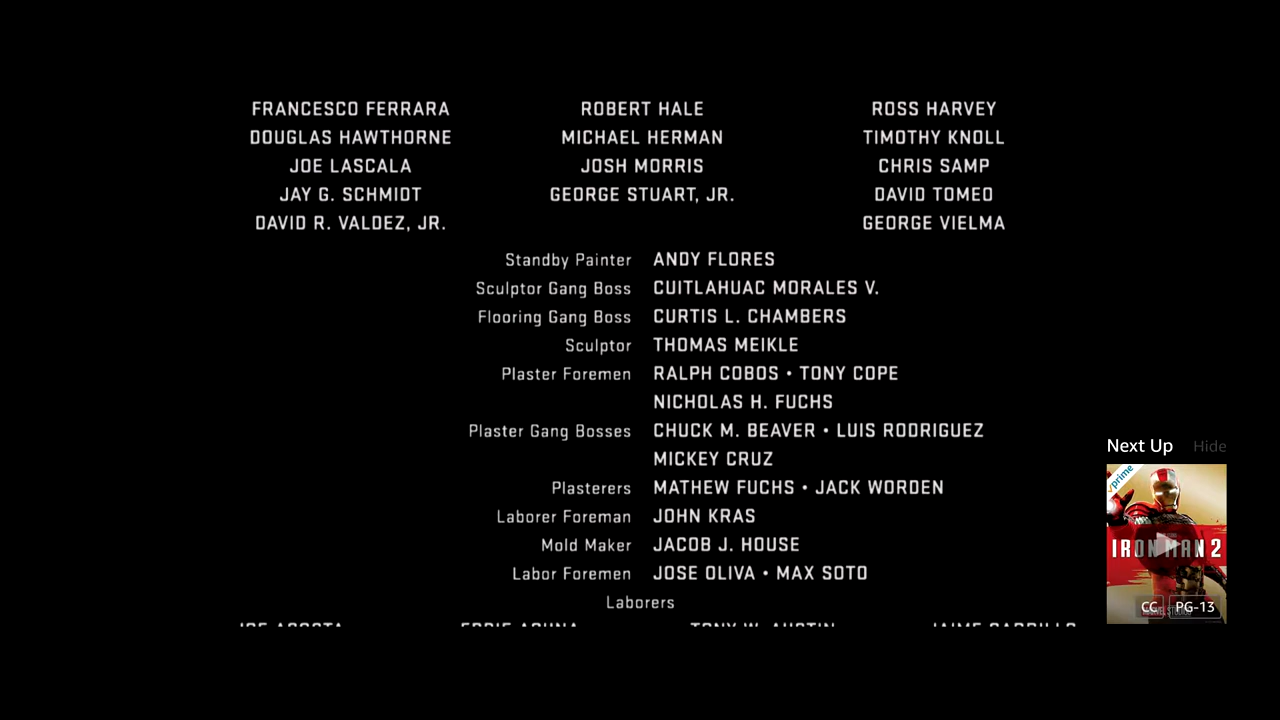 FRANCESCO FERRARA ROBERT HALE ROSS HARVEY
DOUGLAS HAWTHORNE MICHAEL HERMAN TIMOTHY KNOLL
JOE LASCALA JOSH MORRIS CHRIS SAMP
JAY G. SCHMIDT GEORGE STUART, JR. DAVID TOMEO
DAVID R. VALDEZ, JR. GEORGE VIELMA
Standby Painter ANDY FLORES
Sculptor Gang Boss CUITLAHUAC MORALES V.
Flooring Gang Boss CURTIS L. CHAMBERS
Sculptor THOMAS MEIKLE
Plaster Foremen RALPH COBOS • TONY COPE
NICHOLAS H. FUCHS
Plaster Gang Bosses CHUCK M. BEAVER • LUIS RODRIGUEZ
MICKEY CRUZ
Plasterers MATHEW FUCHS • JACK WORDEN
Laborer Foreman JOHN KRAS
Mold Maker JACOB J. HOUSE
Labor Foremen JOSE OLIVA • MAX SOTO
Laborers
Next Up Hide
prime
IRON MAN 2
CC PG-13